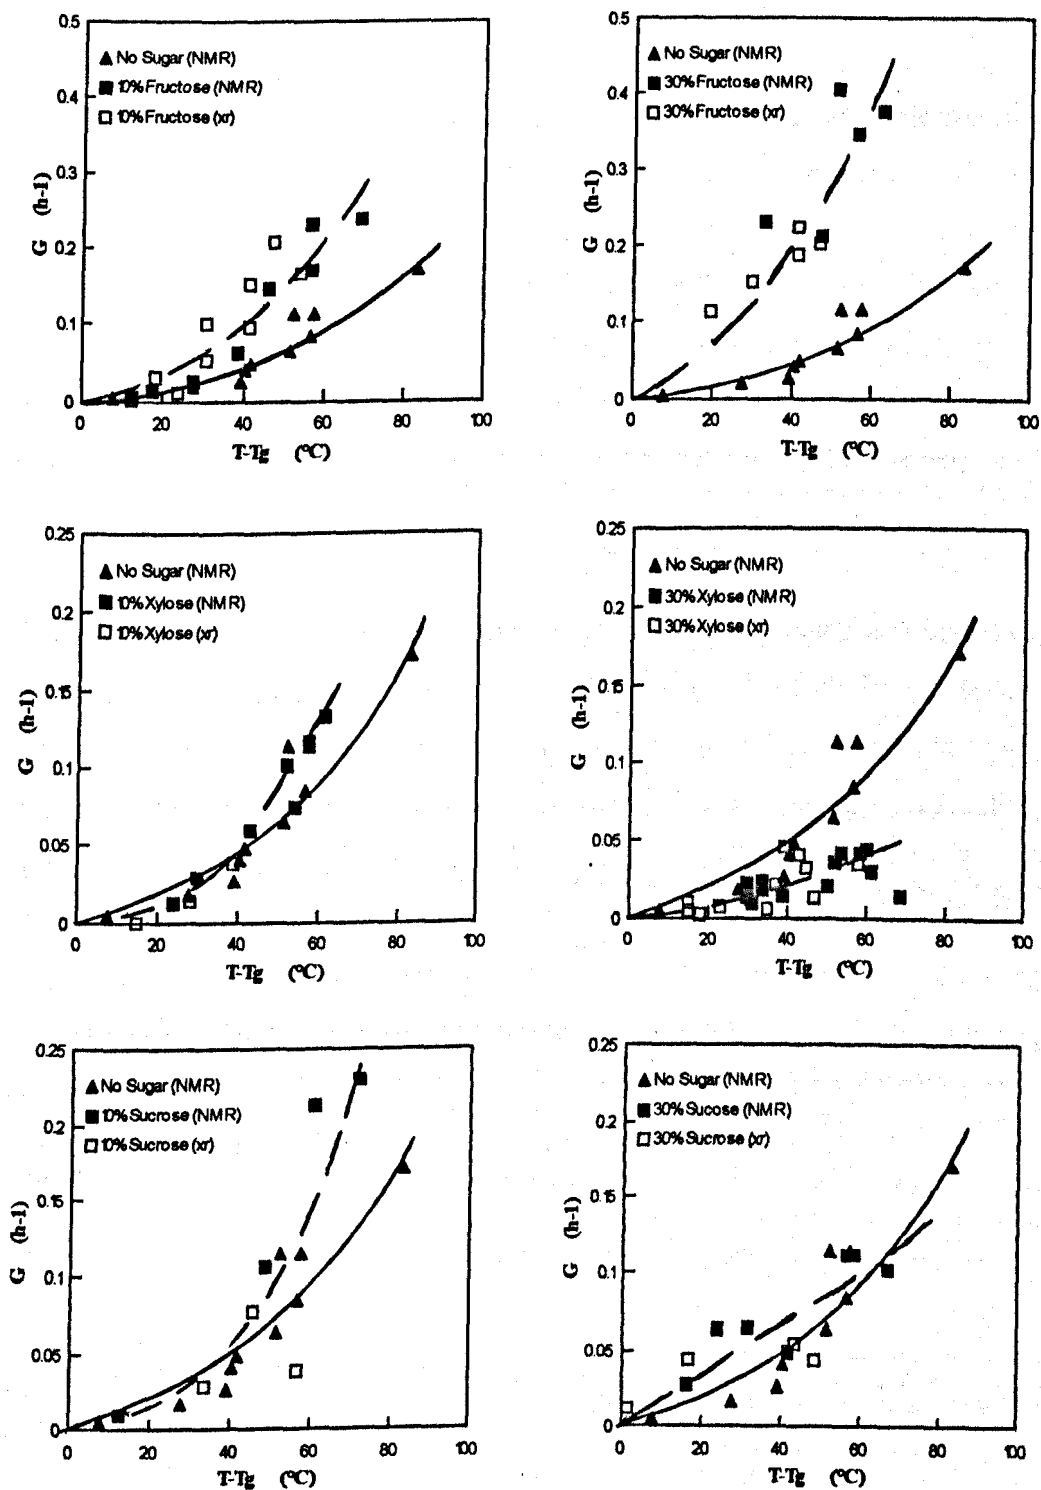 0.5
▲ No Sugar (NMR)
■ 10% Fructose (NMR)
□ 10% Fructose (xr)
0.4
0.3
0.2
0.1
0
G (h-1)
0 20 40 60 80 100
T-Tg (°C)
0.5
▲ No Sugar (NMR)
■ 30% Fructose (NMR)
□ 30% Fructose (xr)
0.4
0.3
0.2
0.1
0
G (h-1)
0 20 40 60 80 100
T-Tg (°C)
0.25
▲ No Sugar (NMR)
■ 10% Xylose (NMR)
□ 10% Xylose (xr)
0.2
0.15
0.1
0.05
0
G (h-1)
0 20 40 60 80 100
T-Tg (°C)
0.25
▲ No Sugar (NMR)
■ 30% Xylose (NMR)
□ 30% Xylose (xr)
0.2
0.15
0.1
0.05
0
G (h-1)
0 20 40 60 80 100
T-Tg (°C)
0.25
▲ No Sugar (NMR)
■ 10% Sucrose (NMR)
□ 10% Sucrose (xr)
0.2
0.15
0.1
0.05
0
G (h-1)
0 20 40 60 80 100
T-Tg (°C)
0.25
▲ No Sugar (NMR)
■ 30% Sucose (NMR)
□ 30% Sucrose (xr)
0.2
0.15
0.1
0.05
0
G (h-1)
0 20 40 60 80 100
T-Tg (°C)